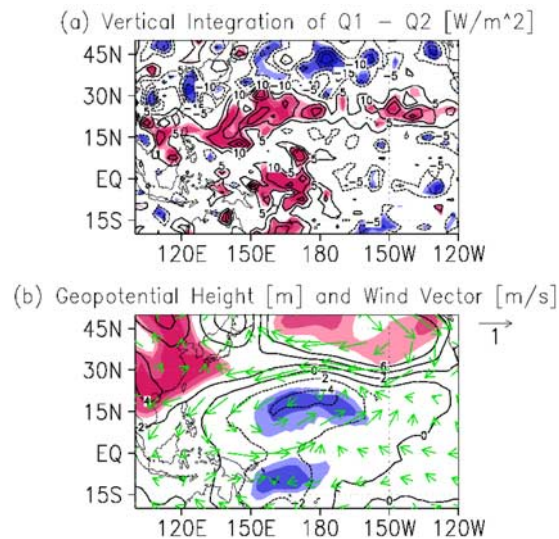 (a) Vertical Integration of Q1 − Q2 [W/m^2]
45N
30N
15N
EQ
15S
120E 150E 180 150W 120W
(b) Geopotential Height [m] and Wind Vector [m/s]
45N
30N
15N
EQ
15S
1
120E 150E 180 150W 120W